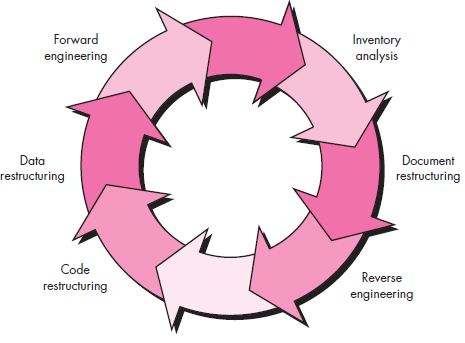 Forward
engineering
Inventory
analysis
Data
restructuring
Document
restructuring
Code
restructuring
Reverse
engineering